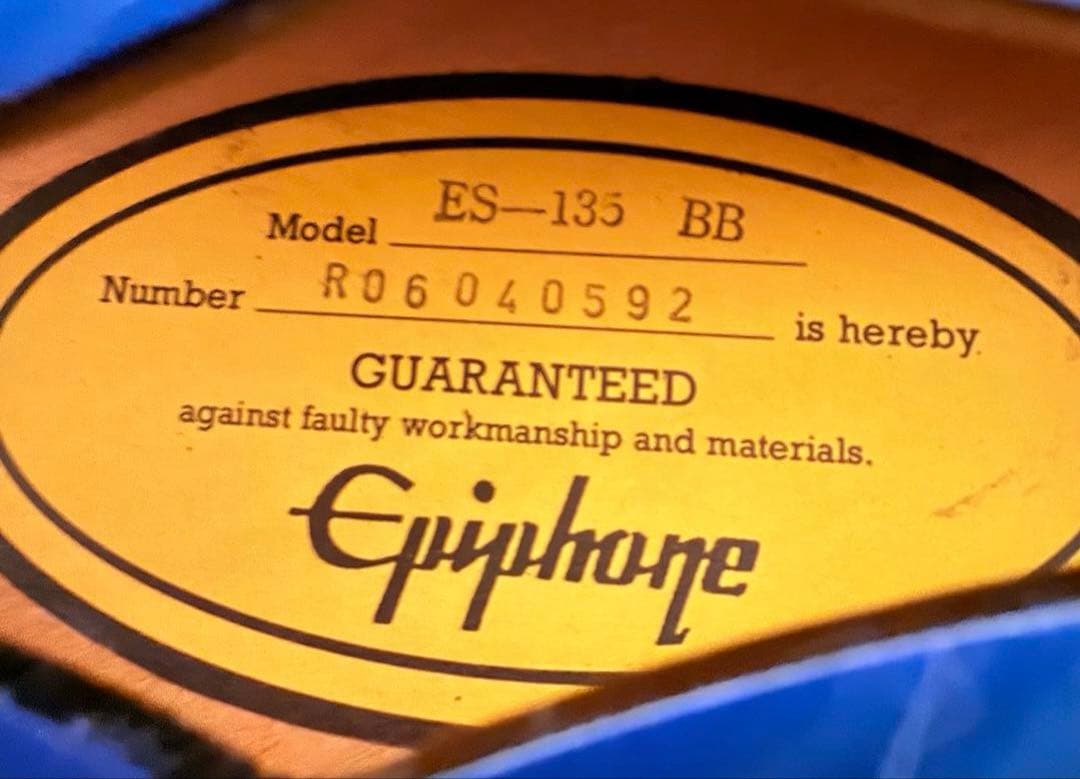 Model ES-135 BB
Number R06040592 is hereby
GUARANTEED
against faulty workmanship and materials.
Epiphone